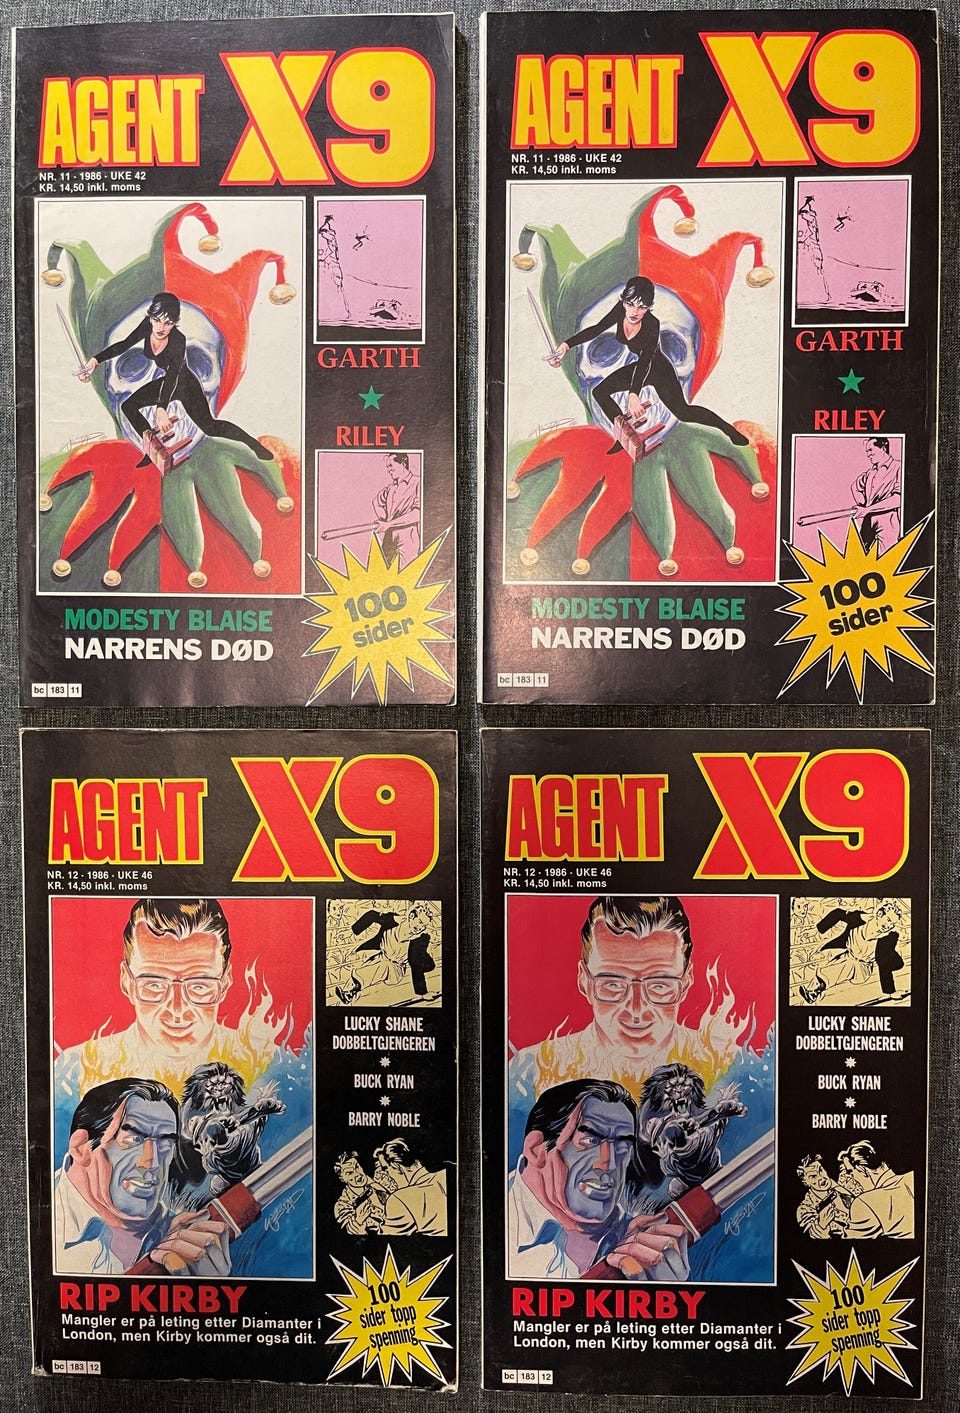 AGENT X9
NR. 11 - 1986 - UKE 42
KR. 14,50 inkl. moms
GARTH
RILEY
100
sider
MODESTY BLAISE
NARRENS DØD
bc 183 11
AGENT X9
NR. 11 - 1986 - UKE 42
KR. 14,50 inkl. moms
GARTH
RILEY
100
sider
MODESTY BLAISE
NARRENS DØD
bc 183 11
AGENT X9
NR. 12 - 1986 - UKE 46
KR. 14,50 inkl. moms
LUCKY SHANE
DOBBELTGJENGEREN
BUCK RYAN
BARRY NOBLE
100
sider topp
spenning
RIP KIRBY
Mangler er på leting etter Diamanter i
London, men Kirby kommer også dit.
bc 183 12
AGENT X9
NR. 12 - 1986 - UKE 46
KR. 14,50 inkl. moms
LUCKY SHANE
DOBBELTGJENGEREN
BUCK RYAN
BARRY NOBLE
100
sider topp
spenning
RIP KIRBY
Mangler er på leting etter Diamanter i
London, men Kirby kommer også dit.
bc 183 12